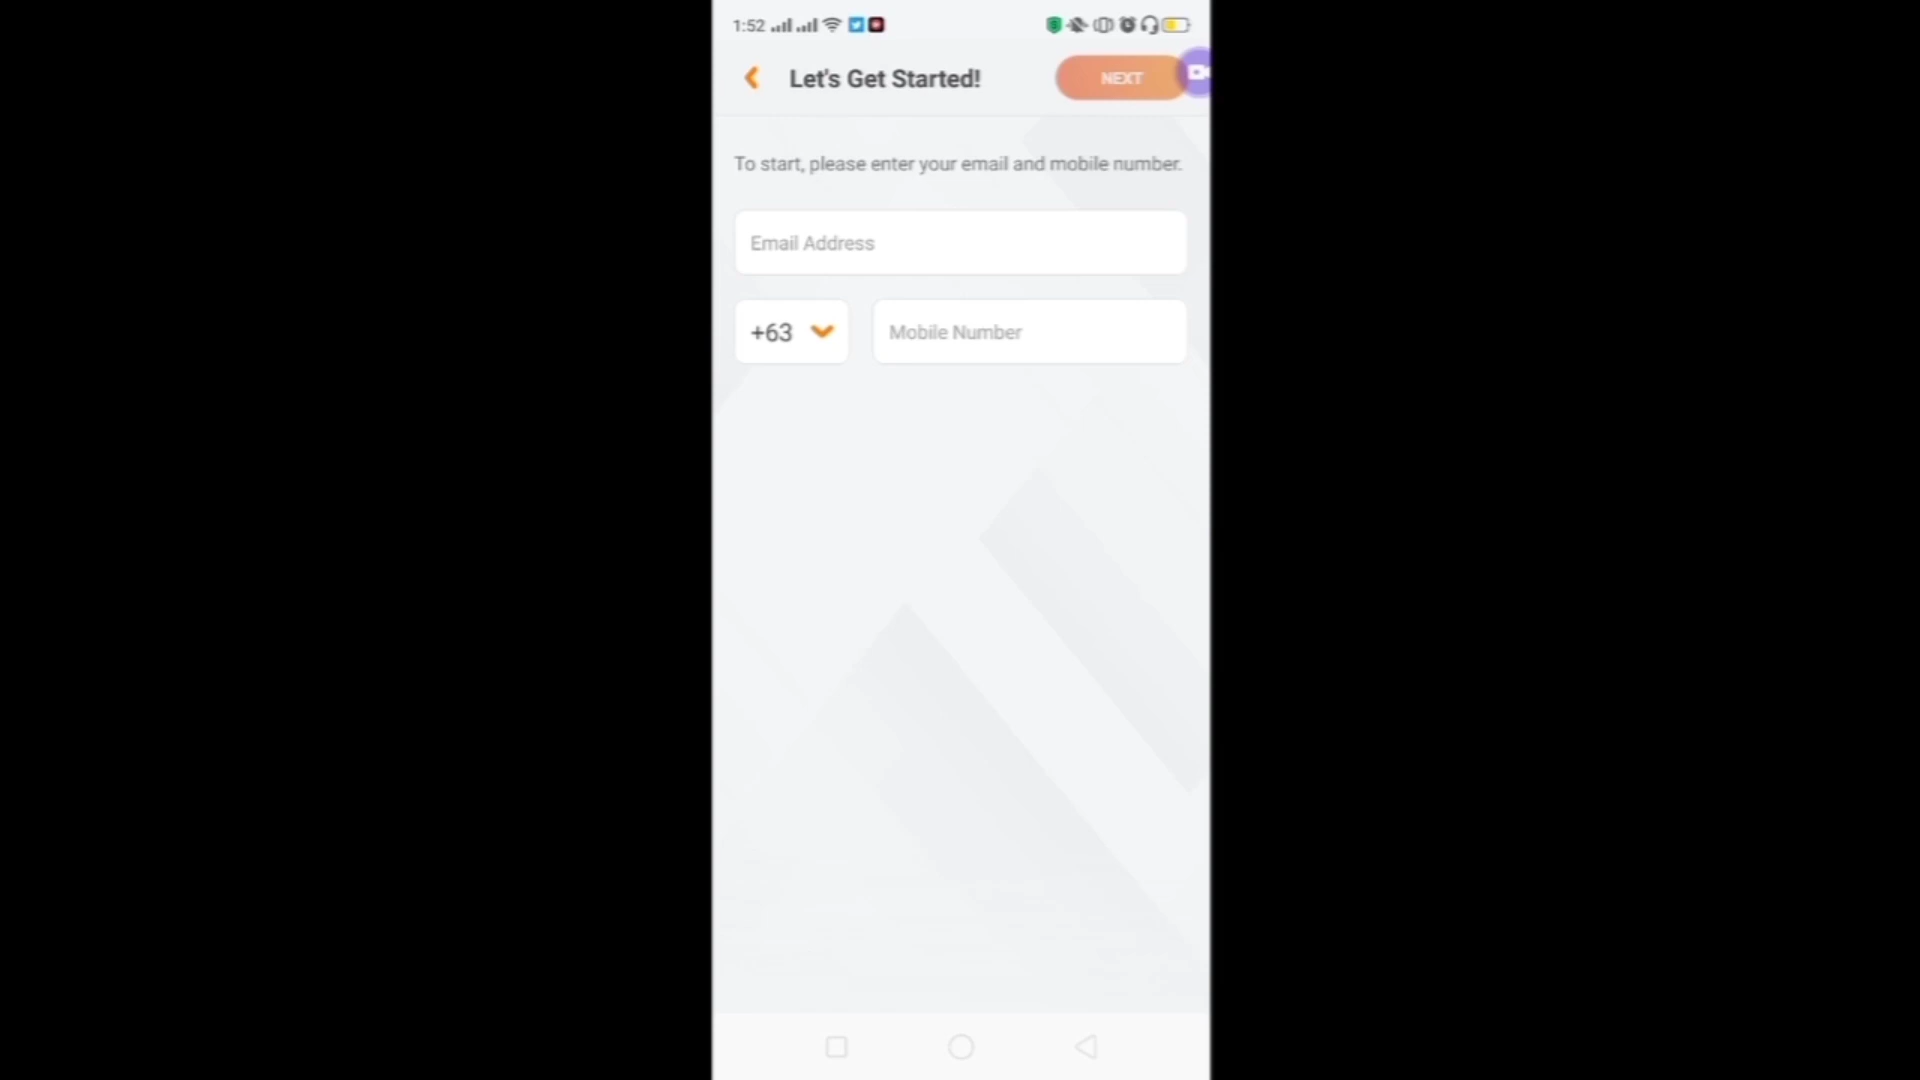 1:52
Let's Get Started!
NEXT
To start, please enter your email and mobile number.
Email Address
+63
Mobile Number